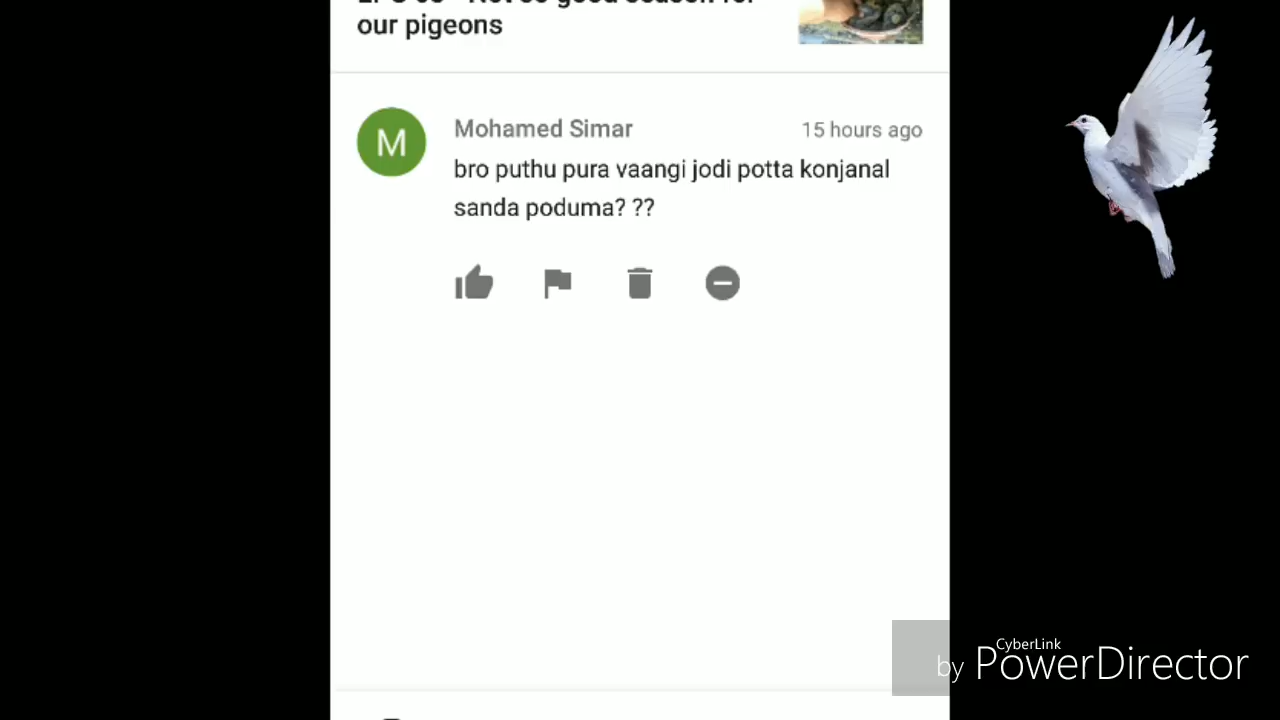 our pigeons
M
Mohamed Simar
15 hours ago
bro puthu pura vaangi jodi potta konjanal
sanda poduma? ??
CyberLink
by PowerDirector